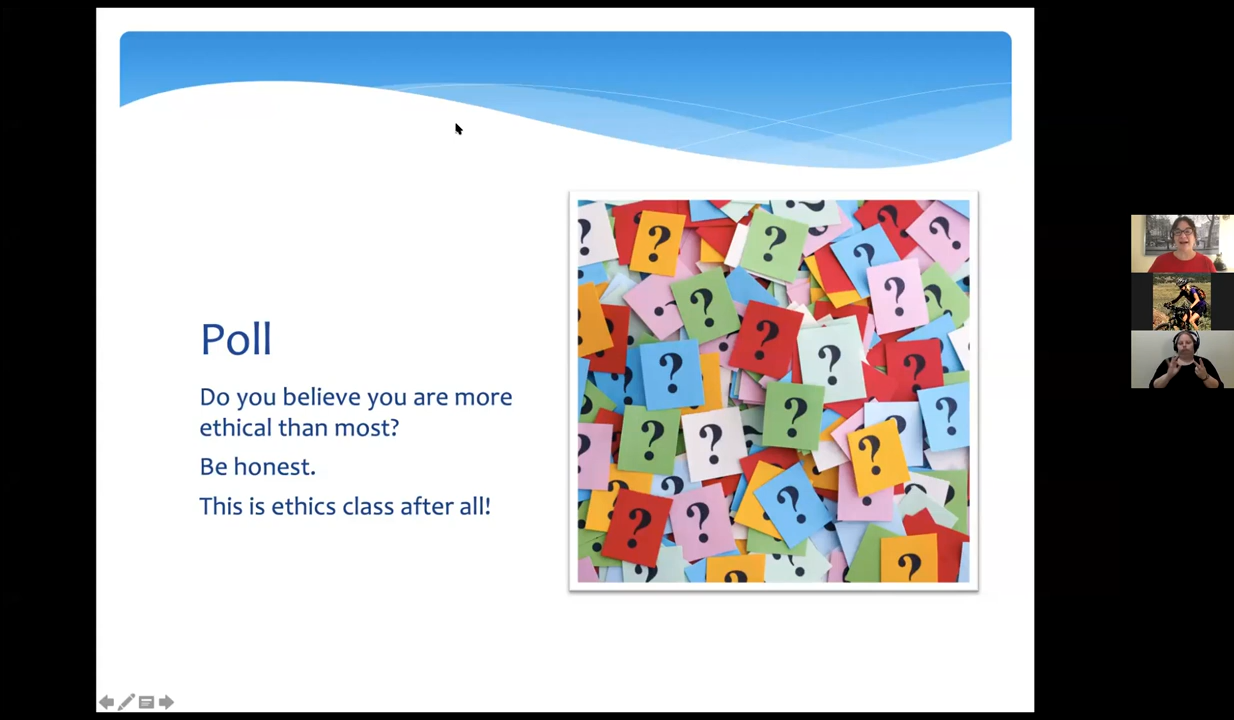 Poll
Do you believe you are more
ethical than most?
Be honest.
This is ethics class after all!